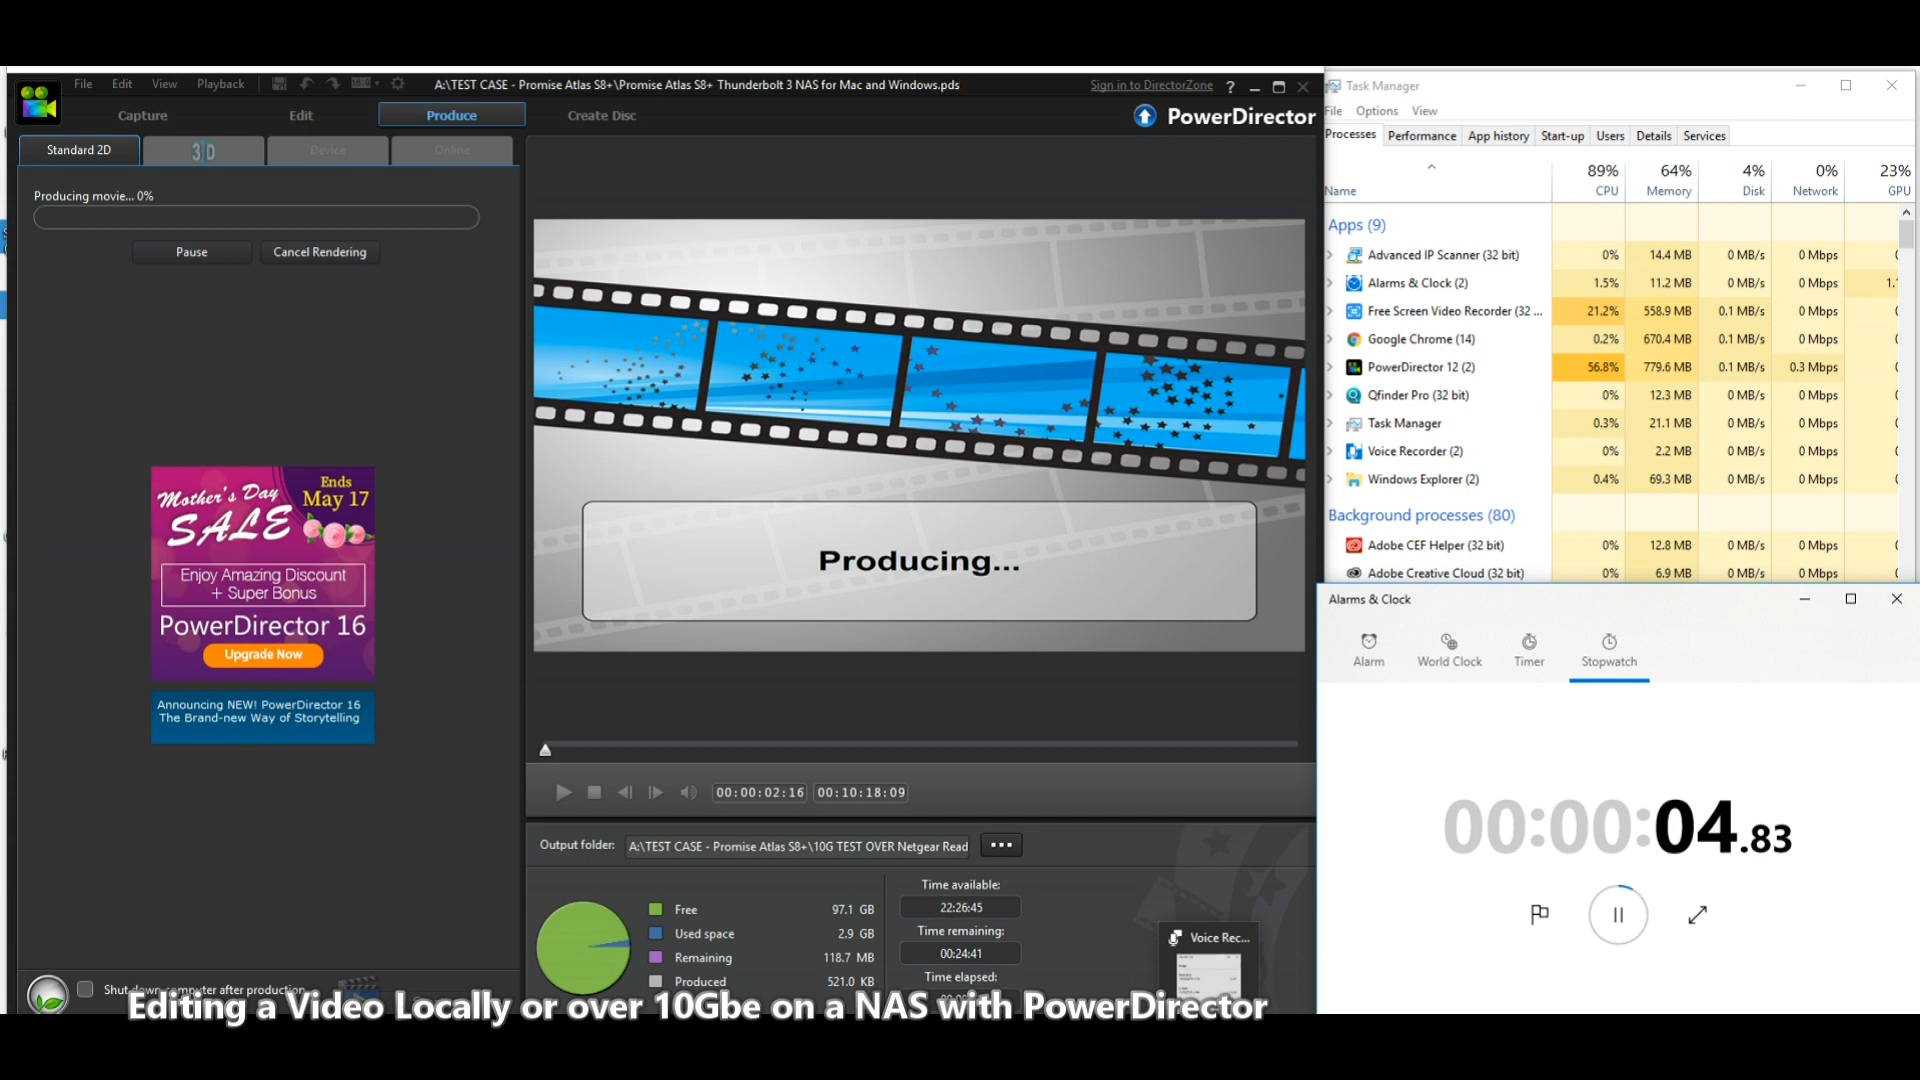 File Edit View Playback
A:\TEST CASE - Promise Atlas S8+\Promise Atlas S8+ Thunderbolt 3 NAS for Mac and Windows.pds
Sign in to DirectorZone ?
Capture Edit Produce Create Disc
PowerDirector
Standard 2D 3D Device Online
Producing movie... 0%
Pause Cancel Rendering
Mother's Day
SALE
Ends
May 17
Enjoy Amazing Discount
+ Super Bonus
PowerDirector 16
Upgrade Now
Announcing NEW! PowerDirector 16
The Brand-new Way of Storytelling
Shut down computer after production
Producing...
00:00:02:16 00:10:18:09
Output folder: A:\TEST CASE - Promise Atlas S8+\10G TEST OVER Netgear Read
Free 97.1 GB
Used space 2.9 GB
Remaining 118.7 MB
Produced 521.0 KB
Time available:
22:26:45
Time remaining:
00:24:41
Time elapsed:
Voice Rec...
Task Manager
File Options View
Processes Performance App history Start-up Users Details Services
89% 64% 4% 0% 23%
Name CPU Memory Disk Network GPU
Apps (9)
Advanced IP Scanner (32 bit) 0% 14.4 MB 0 MB/s 0 Mbps
Alarms & Clock (2) 1.5% 11.2 MB 0 MB/s 0 Mbps 1.
Free Screen Video Recorder (32 ... 21.2% 558.9 MB 0.1 MB/s 0 Mbps
Google Chrome (14) 0.2% 670.4 MB 0.1 MB/s 0 Mbps
PowerDirector 12 (2) 56.8% 779.6 MB 0.1 MB/s 0.3 Mbps
Qfinder Pro (32 bit) 0% 12.3 MB 0 MB/s 0 Mbps
Task Manager 0.3% 21.1 MB 0 MB/s 0 Mbps
Voice Recorder (2) 0% 2.2 MB 0 MB/s 0 Mbps
Windows Explorer (2) 0.4% 69.3 MB 0 MB/s 0 Mbps
Background processes (80)
Adobe CEF Helper (32 bit) 0% 12.8 MB 0 MB/s 0 Mbps
Adobe Creative Cloud (32 bit) 0% 6.9 MB 0 MB/s 0 Mbps
Alarms & Clock
Alarm World Clock Timer Stopwatch
00:00:04.83
Editing a Video Locally or over 10Gbe on a NAS with PowerDirector